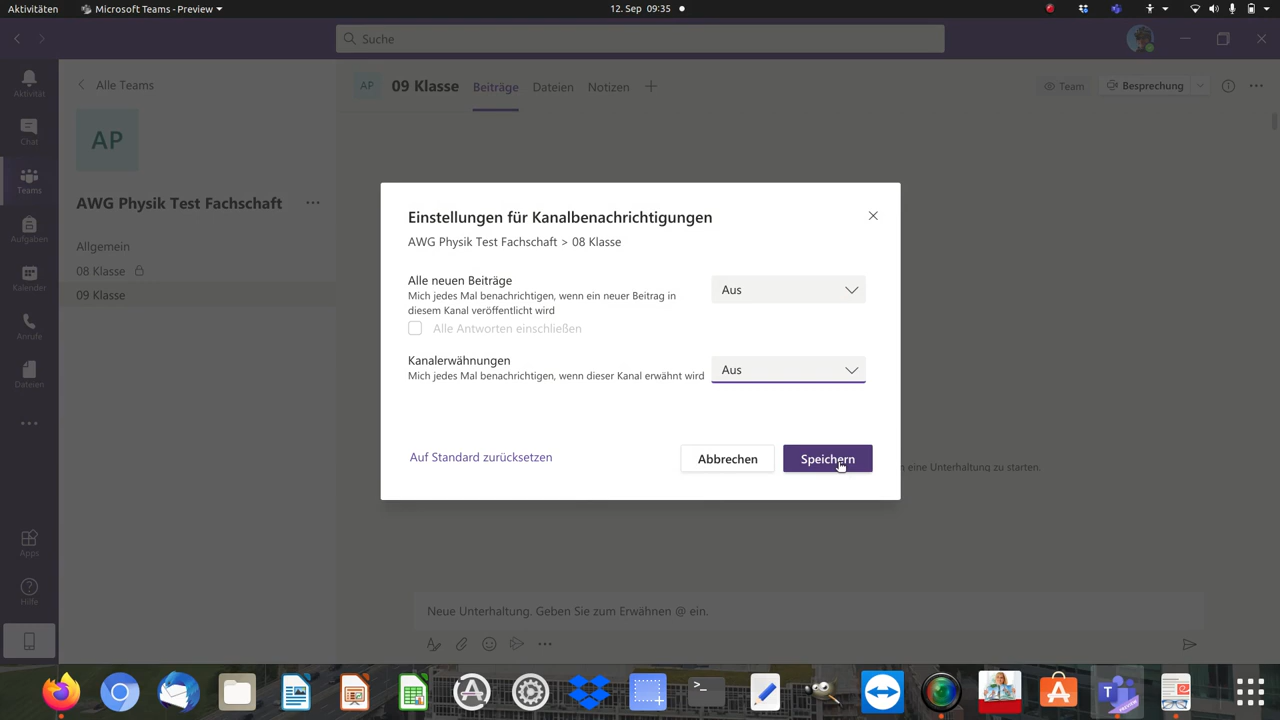 Aktivitäten
Microsoft Teams - Preview
12. Sep 09:35
Suche
Aktivität
Chat
Teams
Aufgaben
Kalender
Anrufe
Dateien
Apps
Hilfe
Alle Teams
AP
AWG Physik Test Fachschaft
Allgemein
08 Klasse
09 Klasse
AP
09 Klasse
Beiträge
Dateien
Notizen
Team
Besprechung
Einstellungen für Kanalbenachrichtigungen
AWG Physik Test Fachschaft > 08 Klasse
Alle neuen Beiträge
Mich jedes Mal benachrichtigen, wenn ein neuer Beitrag in
diesem Kanal veröffentlicht wird
Aus
Alle Antworten einschließen
Kanalerwähnungen
Mich jedes Mal benachrichtigen, wenn dieser Kanal erwähnt wird
Aus
Auf Standard zurücksetzen
Abbrechen
Speichern
eine Unterhaltung zu starten.
Neue Unterhaltung. Geben Sie zum Erwähnen @ ein.